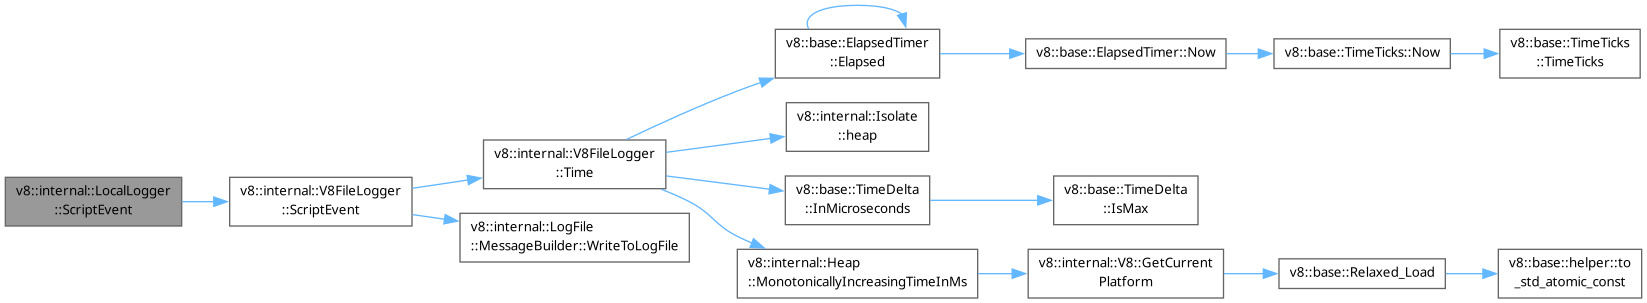 v8::internal::LocalLogger
::ScriptEvent
v8::internal::V8FileLogger
::ScriptEvent
v8::internal::V8FileLogger
::Time
v8::base::ElapsedTimer
::Elapsed
v8::base::ElapsedTimer::Now
v8::base::TimeTicks::Now
v8::base::TimeTicks
::TimeTicks
v8::internal::Isolate
::heap
v8::base::TimeDelta
::InMicroseconds
v8::base::TimeDelta
::IsMax
v8::internal::Heap
::MonotonicallyIncreasingTimeInMs
v8::internal::V8::GetCurrent
Platform
v8::base::Relaxed_Load
v8::base::helper::to
_std_atomic_const
v8::internal::LogFile
::MessageBuilder::WriteToLogFile